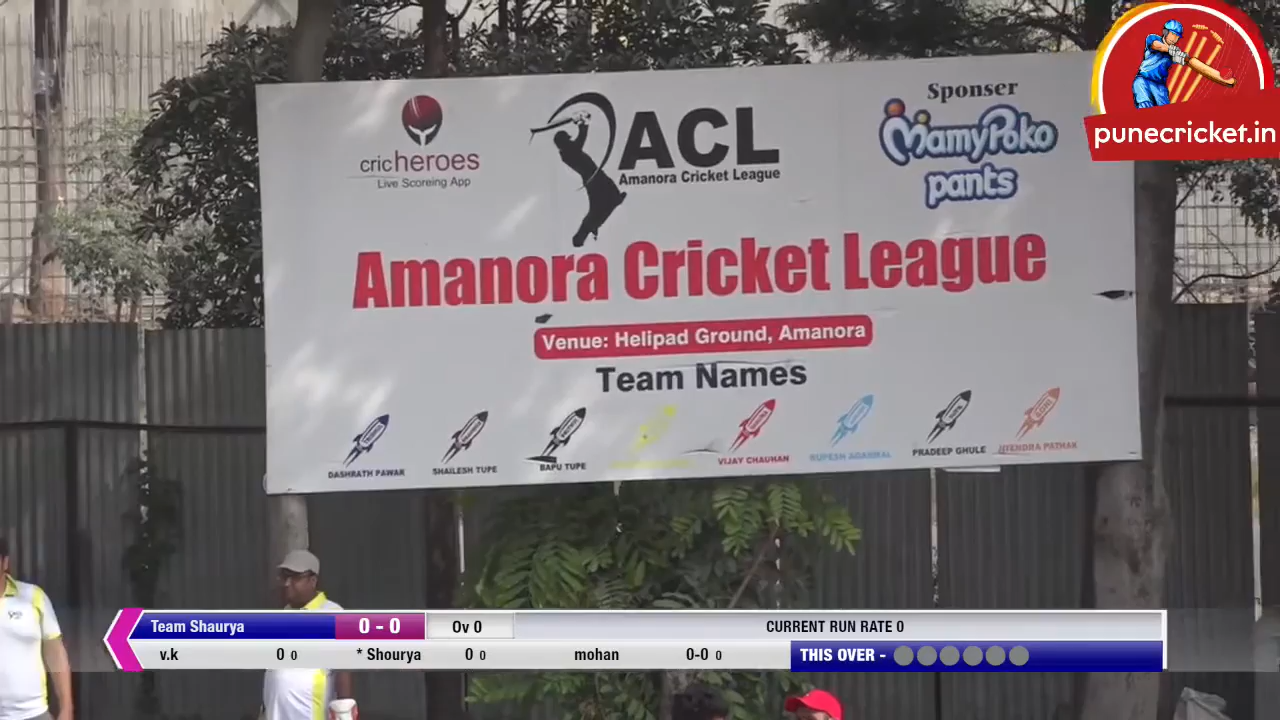 cricheroes
Live Scoreing App
ACL
Amanora Cricket League
Sponser
MamyPoko
pants
punecricket.in
Amanora Cricket League
Venue: Helipad Ground, Amanora
Team Names
DASHRATH PAWAR
SHAILESH TUPE
BAPU TUPE
VIJAY CHAUHAN
RUPESH AGARWAL
PRADEEP GHULE
JITENDRA PATHAK
Team Shaurya 0 - 0 Ov 0 CURRENT RUN RATE 0
v.k 0 0 * Shourya 0 0 mohan 0-0 0 THIS OVER -